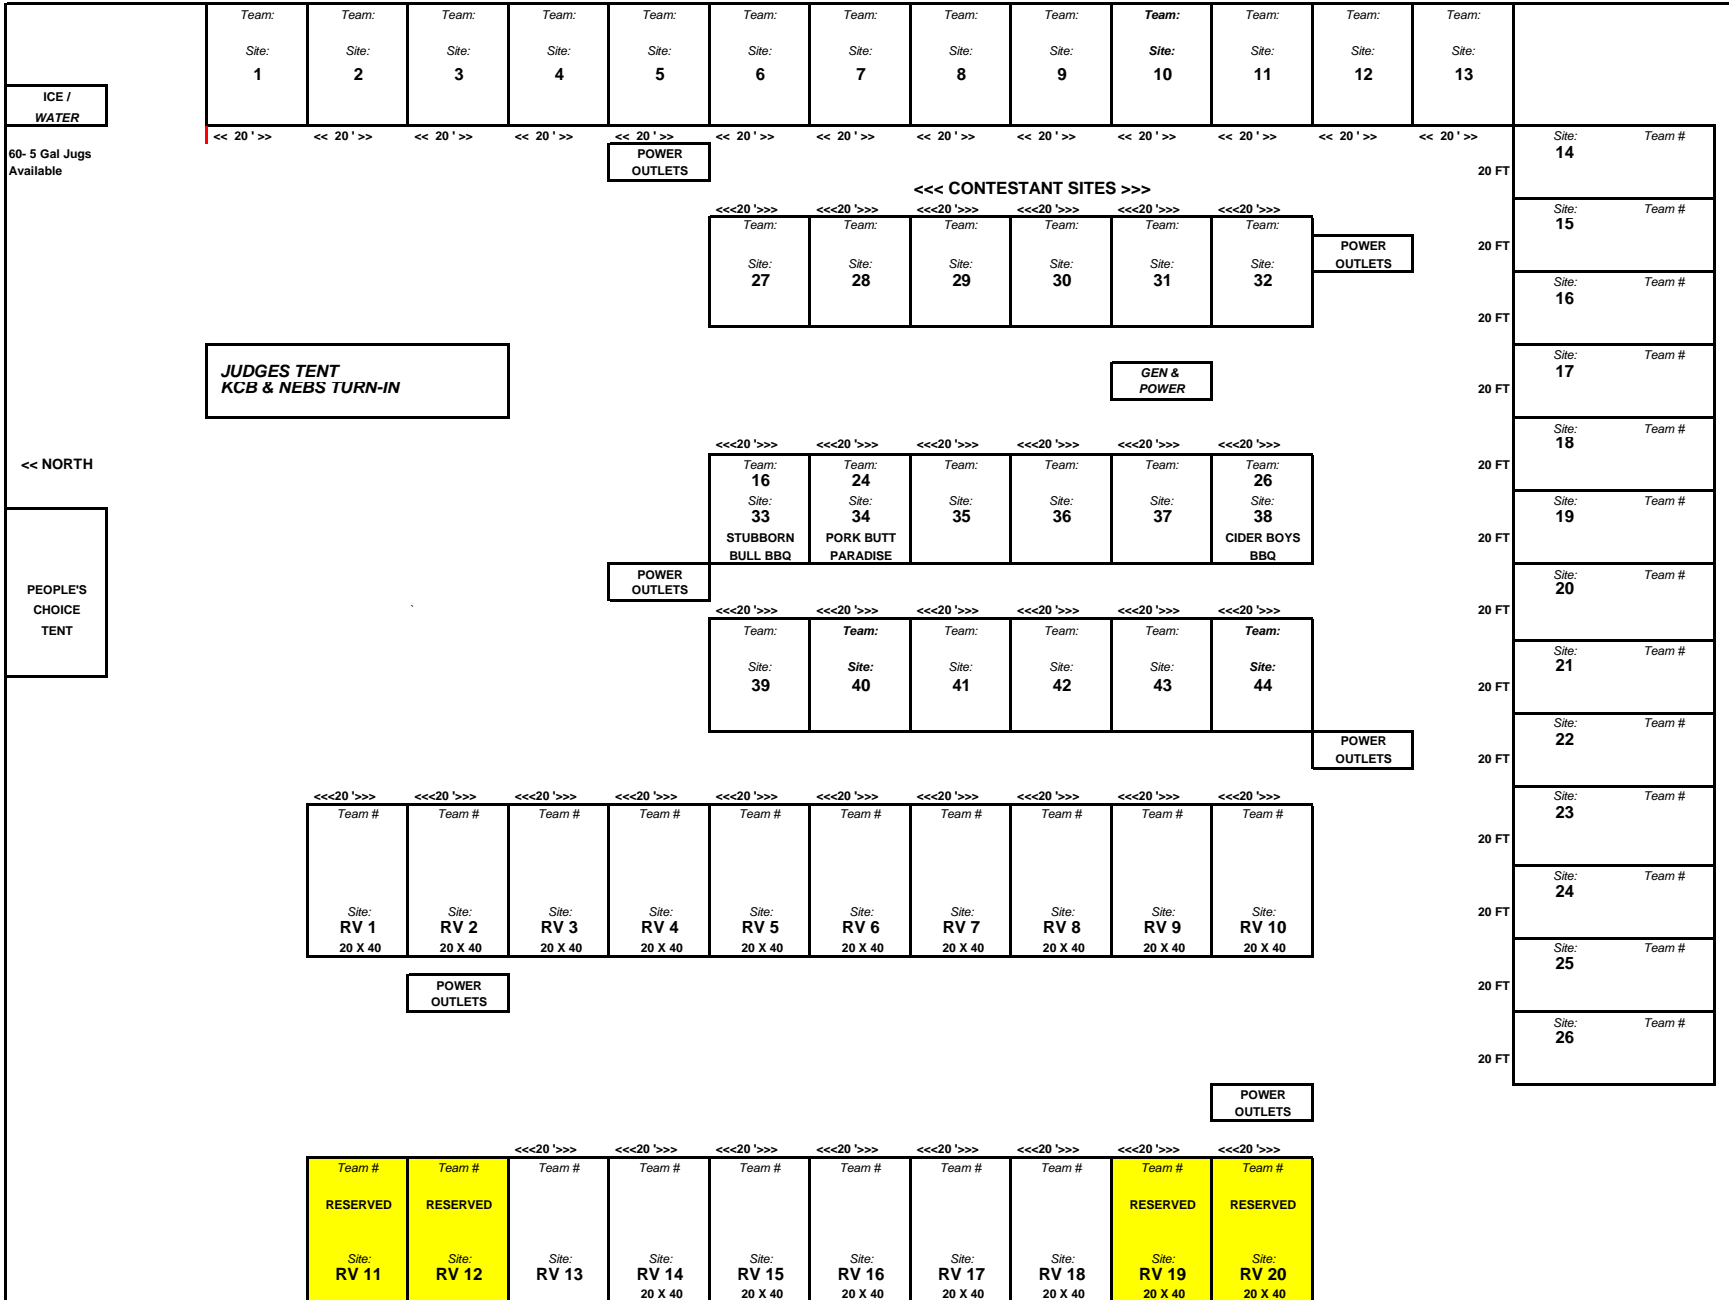 Team: Team: Team: Team: Team: Team: Team: Team: Team: Team: Team: Team: Team:
Site: Site: Site: Site: Site: Site: Site: Site: Site: Site: Site: Site: Site:
1 2 3 4 5 6 7 8 9 10 11 12 13
ICE /
WATER
<< 20 ' >> << 20 ' >> << 20 ' >> << 20 ' >> << 20 ' >> << 20 ' >> << 20 ' >> << 20 ' >> << 20 ' >> << 20 ' >> << 20 ' >> << 20 ' >> << 20 ' >>
Site: Team #
14
60- 5 Gal Jugs
Available
POWER
OUTLETS
20 FT
<<< CONTESTANT SITES >>>
<<<20 '>>> <<<20 '>>> <<<20 '>>> <<<20 '>>> <<<20 '>>> <<<20 '>>>
Site: Team #
15
Team: Team: Team: Team: Team: Team:
POWER
OUTLETS
20 FT
Site: Site: Site: Site: Site: Site:
27 28 29 30 31 32
Site: Team #
16
20 FT
JUDGES TENT
KCB & NEBS TURN-IN
GEN &
POWER
Site: Team #
17
20 FT
<<<20 '>>> <<<20 '>>> <<<20 '>>> <<<20 '>>> <<<20 '>>> <<<20 '>>>
Site: Team #
18
<< NORTH
20 FT
Team: Team: Team: Team: Team: Team:
16 24 26
Site: Site: Site: Site: Site: Site:
33 34 35 36 37 38
STUBBORN PORK BUTT CIDER BOYS
BULL BBQ PARADISE BBQ
Site: Team #
19
20 FT
POWER
OUTLETS
Site: Team #
20
PEOPLE'S
CHOICE
TENT
`
<<<20 '>>> <<<20 '>>> <<<20 '>>> <<<20 '>>> <<<20 '>>> <<<20 '>>>
20 FT
Team: Team: Team: Team: Team: Team:
Site: Site: Site: Site: Site: Site:
39 40 41 42 43 44
Site: Team #
21
20 FT
Site: Team #
22
POWER
OUTLETS
20 FT
<<<20 '>>> <<<20 '>>> <<<20 '>>> <<<20 '>>> <<<20 '>>> <<<20 '>>> <<<20 '>>> <<<20 '>>> <<<20 '>>> <<<20 '>>>
Site: Team #
23
20 FT
Team # Team # Team # Team # Team # Team # Team # Team # Team # Team #
Site: Team #
24
20 FT
Site: Site: Site: Site: Site: Site: Site: Site: Site: Site:
RV 1 RV 2 RV 3 RV 4 RV 5 RV 6 RV 7 RV 8 RV 9 RV 10
20 X 40 20 X 40 20 X 40 20 X 40 20 X 40 20 X 40 20 X 40 20 X 40 20 X 40 20 X 40
Site: Team #
25
20 FT
POWER
OUTLETS
Site: Team #
26
20 FT
POWER
OUTLETS
<<<20 '>>> <<<20 '>>> <<<20 '>>> <<<20 '>>> <<<20 '>>> <<<20 '>>> <<<20 '>>> <<<20 '>>>
Team # Team # Team # Team # Team # Team # Team # Team # Team # Team #
RESERVED RESERVED RESERVED RESERVED
Site: Site: Site: Site: Site: Site: Site: Site: Site: Site:
RV 11 RV 12 RV 13 RV 14 RV 15 RV 16 RV 17 RV 18 RV 19 RV 20
20 X 40 20 X 40 20 X 40 20 X 40 20 X 40 20 X 40 20 X 40